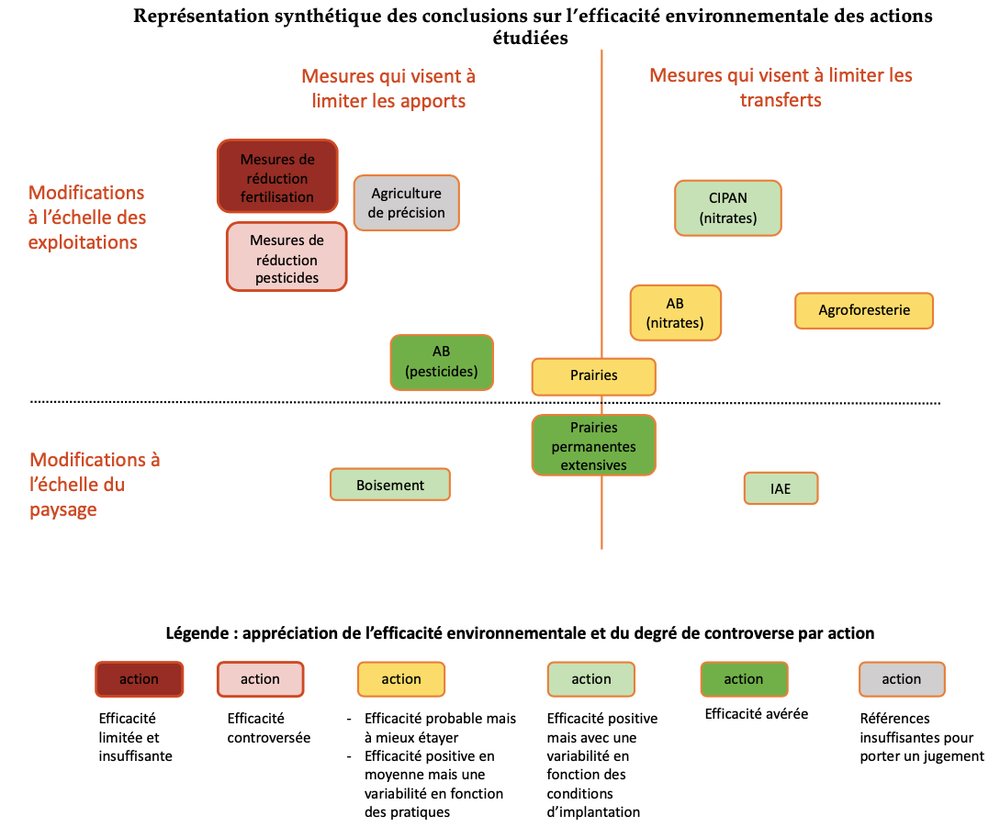 Représentation synthétique des conclusions sur l’efficacité environnementale des actions
étudiées
Mesures qui visent à
limiter les apports
Mesures qui visent à limiter les
transferts
Modifications
à l’échelle des
exploitations
Mesures de
réduction
fertilisation
Agriculture
de précision
CIPAN
(nitrates)
Mesures de
réduction
pesticides
AB
(nitrates)
Agroforesterie
AB
(pesticides)
Prairies
Modifications à
l’échelle du
paysage
Prairies
permanentes
extensives
Boisement
IAE
Légende : appréciation de l’efficacité environnementale et du degré de controverse par action
action
Efficacité
limitée et
insuffisante
action
Efficacité
controversée
action
- Efficacité probable mais
à mieux étayer
- Efficacité positive en
moyenne mais une
variabilité en fonction
des pratiques
action
Efficacité positive
mais avec une
variabilité en
fonction des
conditions
d’implantation
action
Efficacité avérée
action
Références
insuffisantes pour
porter un jugement